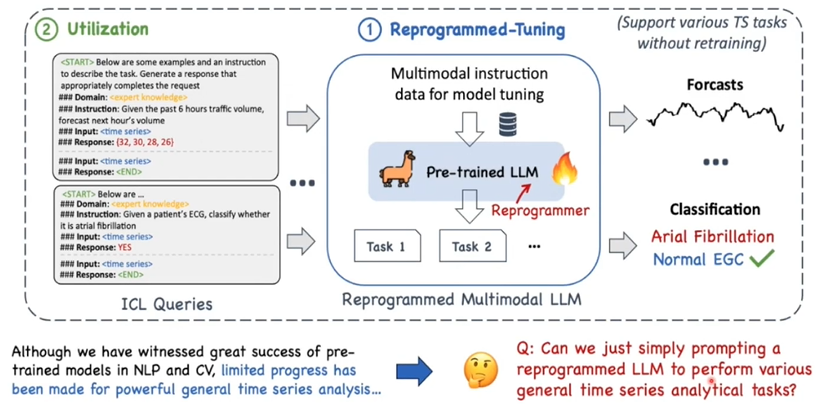 2 Utilization
1 Reprogrammed-Tuning
(Support various TS tasks
without retraining)
<START> Below are some examples and an instruction
to describe the task. Generate a response that
appropriately completes the request
### Domain: <expert knowledge>
### Instruction: Given the past 6 hours traffic volume,
forecast next hour's volume
### Input: <time series>
### Response: {32, 30, 28, 26}
### Input: <time series>
### Response: <END>
<START> Below are ...
### Domain: <expert knowledge>
### Instruction: Given a patient's ECG, classify whether
it is atrial fibrillation
### Input: <time series>
### Response: YES
### Input: <time series>
### Response: <END>
ICL Queries
Multimodal instruction
data for model tuning
Pre-trained LLM
Reprogrammer
Task 1
Task 2
...
Reprogrammed Multimodal LLM
Forcasts
...
Classification
Arial Fibrillation
Normal EGC
Although we have witnessed great success of pre-
trained models in NLP and CV, limited progress has
been made for powerful general time series analysis...
Q: Can we just simply prompting a
reprogrammed LLM to perform various
general time series analytical tasks?